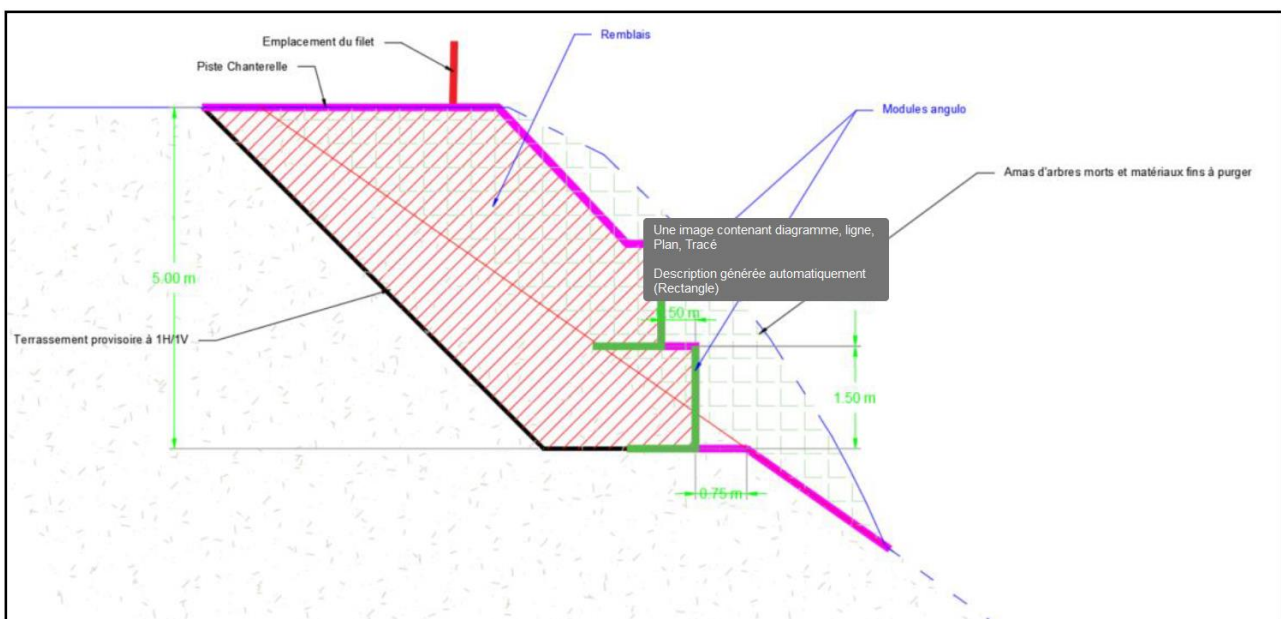 Emplacement du filet
Remblais
Piste Chanterelle
Modules angulo
Amas d'arbres morts et matériaux fins à purger
Une image contenant diagramme, ligne,
Plan, Tracé
Description générée automatiquement
(Rectangle)
5.00 m
.50 m
Terrassement provisoire à 1H/1V
1.50 m
0.75 m